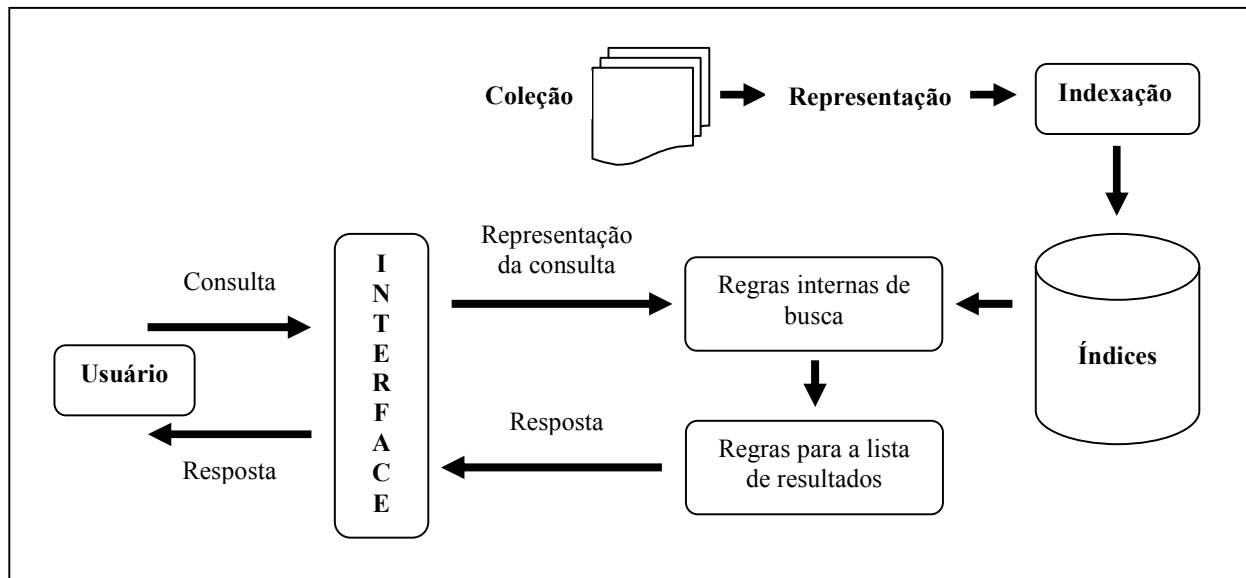 Coleção
Representação
Indexação
Representação
da consulta
Consulta
INTERFACE
Regras internas de
busca
Índices
Usuário
Resposta
Resposta
Regras para a lista
de resultados